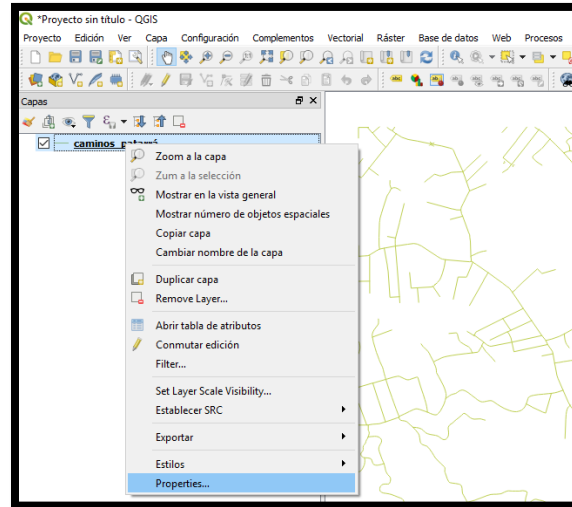 *Proyecto sin título - QGIS
Proyecto Edición Ver Capa Configuración Complementos Vectorial Ráster Base de datos Web Procesos
Capas
caminos
Zoom a la capa
Zum a la selección
Mostrar en la vista general
Mostrar número de objetos espaciales
Copiar capa
Cambiar nombre de la capa
Duplicar capa
Remove Layer...
Abrir tabla de atributos
Conmutar edición
Filter...
Set Layer Scale Visibility...
Establecer SRC
Exportar
Estilos
Properties...